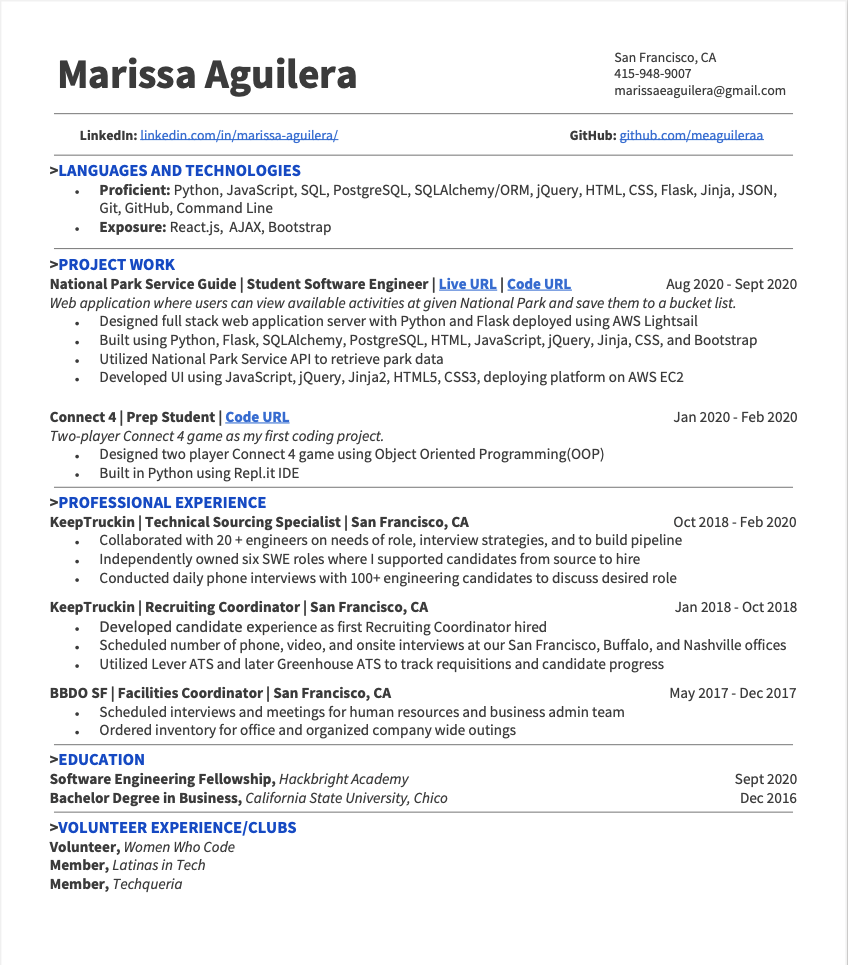 Marissa Aguilera
San Francisco, CA
415-948-9007
marissaeaguilera@gmail.com
LinkedIn: linkedin.com/in/marissa-aguilera/ GitHub: github.com/meaguileraa
>LANGUAGES AND TECHNOLOGIES
• Proficient: Python, JavaScript, SQL, PostgreSQL, SQLAlchemy/ORM, jQuery, HTML, CSS, Flask, Jinja, JSON,
Git, GitHub, Command Line
• Exposure: React.js, AJAX, Bootstrap
>PROJECT WORK
National Park Service Guide | Student Software Engineer | Live URL | Code URL Aug 2020 - Sept 2020
Web application where users can view available activities at given National Park and save them to a bucket list.
• Designed full stack web application server with Python and Flask deployed using AWS Lightsail
• Built using Python, Flask, SQLAlchemy, PostgreSQL, HTML, JavaScript, jQuery, Jinja, CSS, and Bootstrap
• Utilized National Park Service API to retrieve park data
• Developed UI using JavaScript, jQuery, Jinja2, HTML5, CSS3, deploying platform on AWS EC2
Connect 4 | Prep Student | Code URL Jan 2020 - Feb 2020
Two-player Connect 4 game as my first coding project.
• Designed two player Connect 4 game using Object Oriented Programming(OOP)
• Built in Python using Repl.it IDE
>PROFESSIONAL EXPERIENCE
KeepTruckin | Technical Sourcing Specialist | San Francisco, CA Oct 2018 - Feb 2020
• Collaborated with 20 + engineers on needs of role, interview strategies, and to build pipeline
• Independently owned six SWE roles where I supported candidates from source to hire
• Conducted daily phone interviews with 100+ engineering candidates to discuss desired role
KeepTruckin | Recruiting Coordinator | San Francisco, CA Jan 2018 - Oct 2018
• Developed candidate experience as first Recruiting Coordinator hired
• Scheduled number of phone, video, and onsite interviews at our San Francisco, Buffalo, and Nashville offices
• Utilized Lever ATS and later Greenhouse ATS to track requisitions and candidate progress
BBDO SF | Facilities Coordinator | San Francisco, CA May 2017 - Dec 2017
• Scheduled interviews and meetings for human resources and business admin team
• Ordered inventory for office and organized company wide outings
>EDUCATION
Software Engineering Fellowship, Hackbright Academy Sept 2020
Bachelor Degree in Business, California State University, Chico Dec 2016
>VOLUNTEER EXPERIENCE/CLUBS
Volunteer, Women Who Code
Member, Latinas in Tech
Member, Techqueria